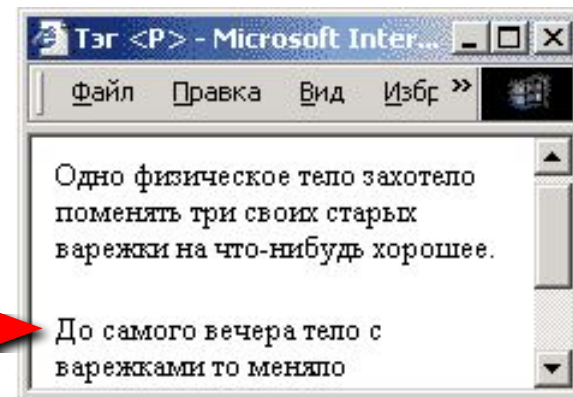 Тэг <P> - Microsoft Inter...
Файл Правка Вид Избр »
Одно физическое тело захотело
поменять три своих старых
варежки на что-нибудь хорошее.
До самого вечера тело с
варежками то меняло